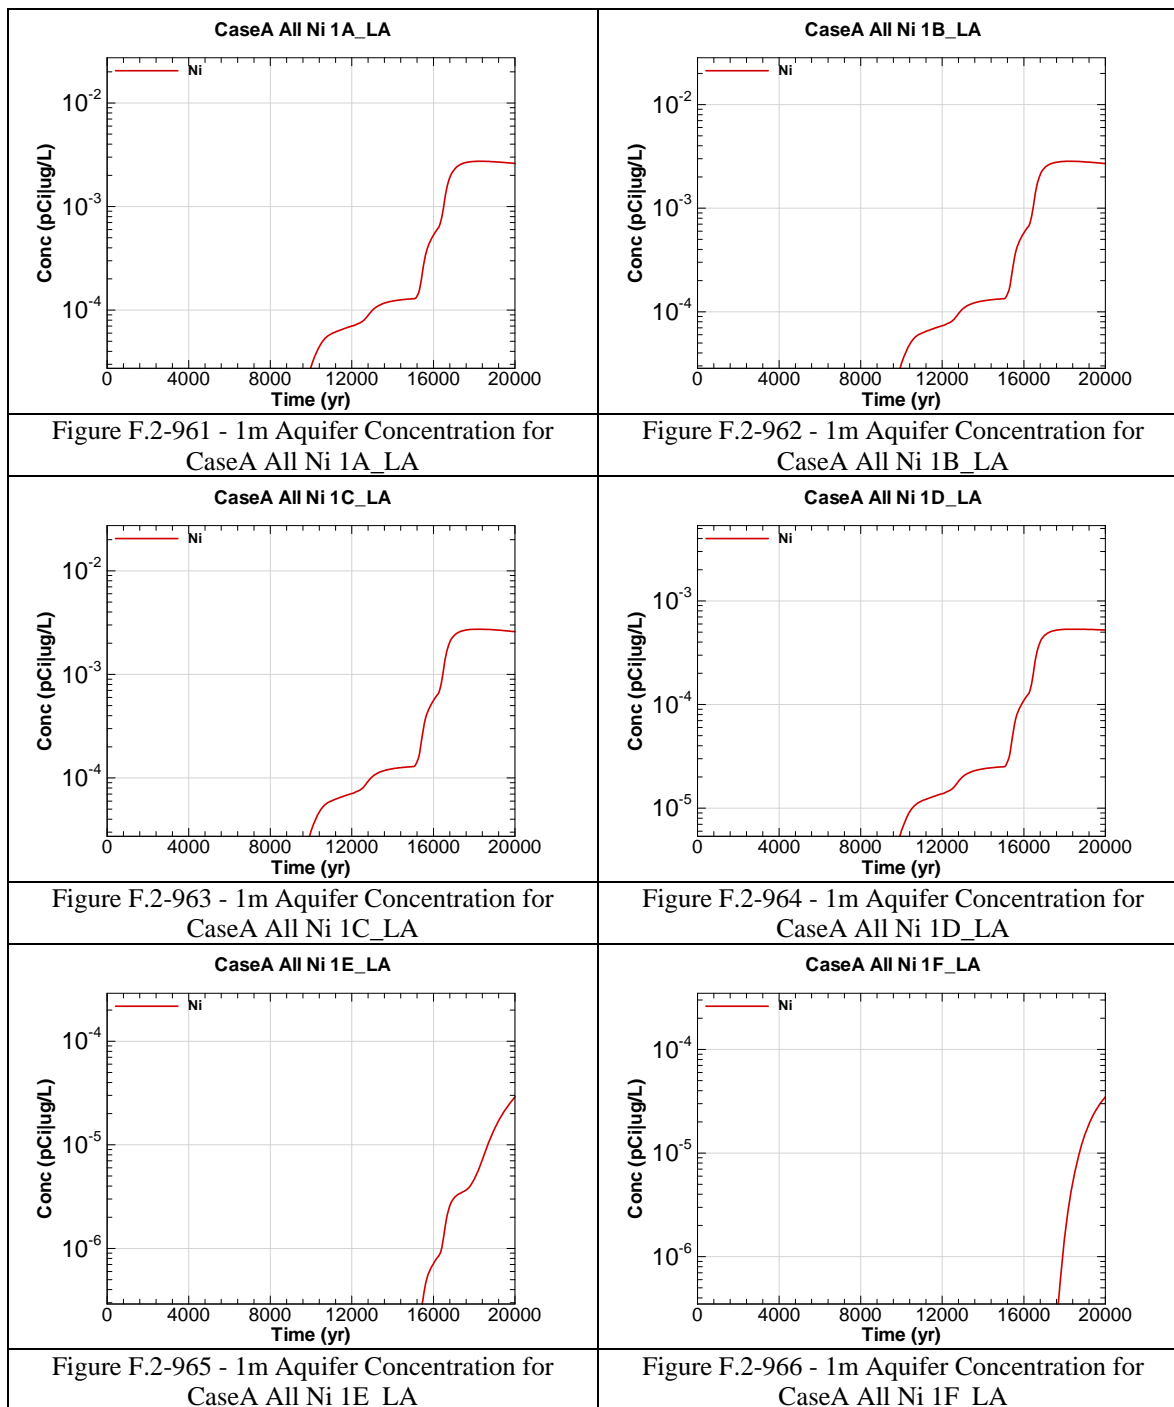 CaseA All Ni 1A_LA
Ni
Conc (pCi|ug/L)
10-2
10-3
10-4
0 4000 8000 12000 16000 20000
Time (yr)
Figure F.2-961 - 1m Aquifer Concentration for
CaseA All Ni 1A_LA
CaseA All Ni 1B_LA
Ni
Conc (pCi|ug/L)
10-2
10-3
10-4
0 4000 8000 12000 16000 20000
Time (yr)
Figure F.2-962 - 1m Aquifer Concentration for
CaseA All Ni 1B_LA
CaseA All Ni 1C_LA
Ni
Conc (pCi|ug/L)
10-2
10-3
10-4
0 4000 8000 12000 16000 20000
Time (yr)
Figure F.2-963 - 1m Aquifer Concentration for
CaseA All Ni 1C_LA
CaseA All Ni 1D_LA
Ni
Conc (pCi|ug/L)
10-3
10-4
10-5
0 4000 8000 12000 16000 20000
Time (yr)
Figure F.2-964 - 1m Aquifer Concentration for
CaseA All Ni 1D_LA
CaseA All Ni 1E_LA
Ni
Conc (pCi|ug/L)
10-4
10-5
10-6
0 4000 8000 12000 16000 20000
Time (yr)
Figure F.2-965 - 1m Aquifer Concentration for
CaseA All Ni 1E_LA
CaseA All Ni 1F_LA
Ni
Conc (pCi|ug/L)
10-4
10-5
10-6
0 4000 8000 12000 16000 20000
Time (yr)
Figure F.2-966 - 1m Aquifer Concentration for
CaseA All Ni 1F_LA